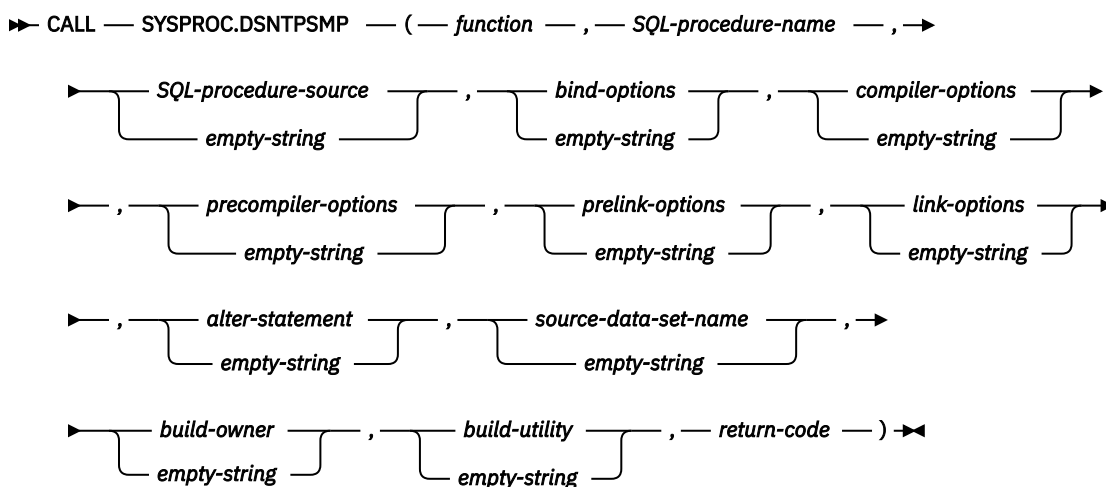 CALL SYSPROC.DSNTPSMP ( function , SQL-procedure-name ,
SQL-procedure-source , bind-options , compiler-options
empty-string empty-string empty-string
, precompiler-options , prelink-options , link-options
empty-string empty-string empty-string
, alter-statement , source-data-set-name ,
empty-string empty-string
build-owner , build-utility , return-code )
empty-string empty-string